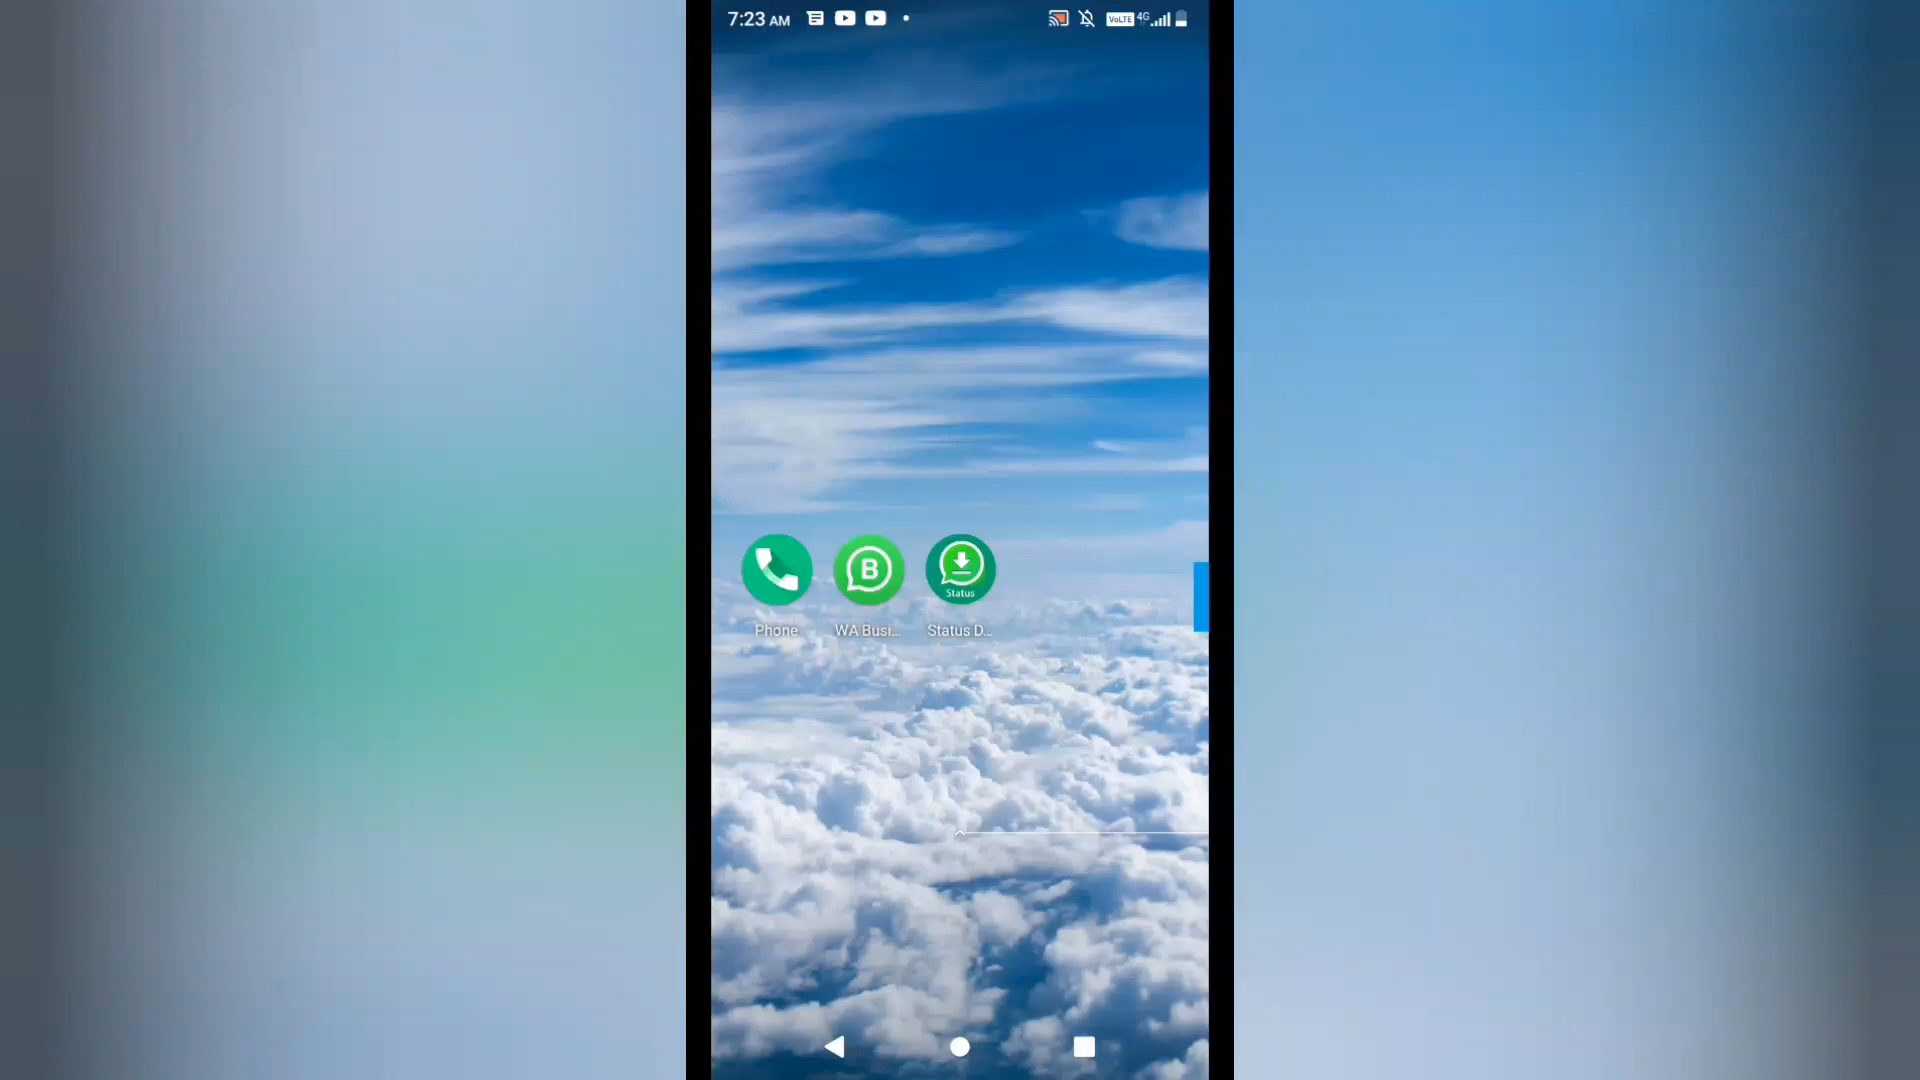 7:23 AM
VoLTE 4G
B
Status
Phone
WA Busi...
Status D...